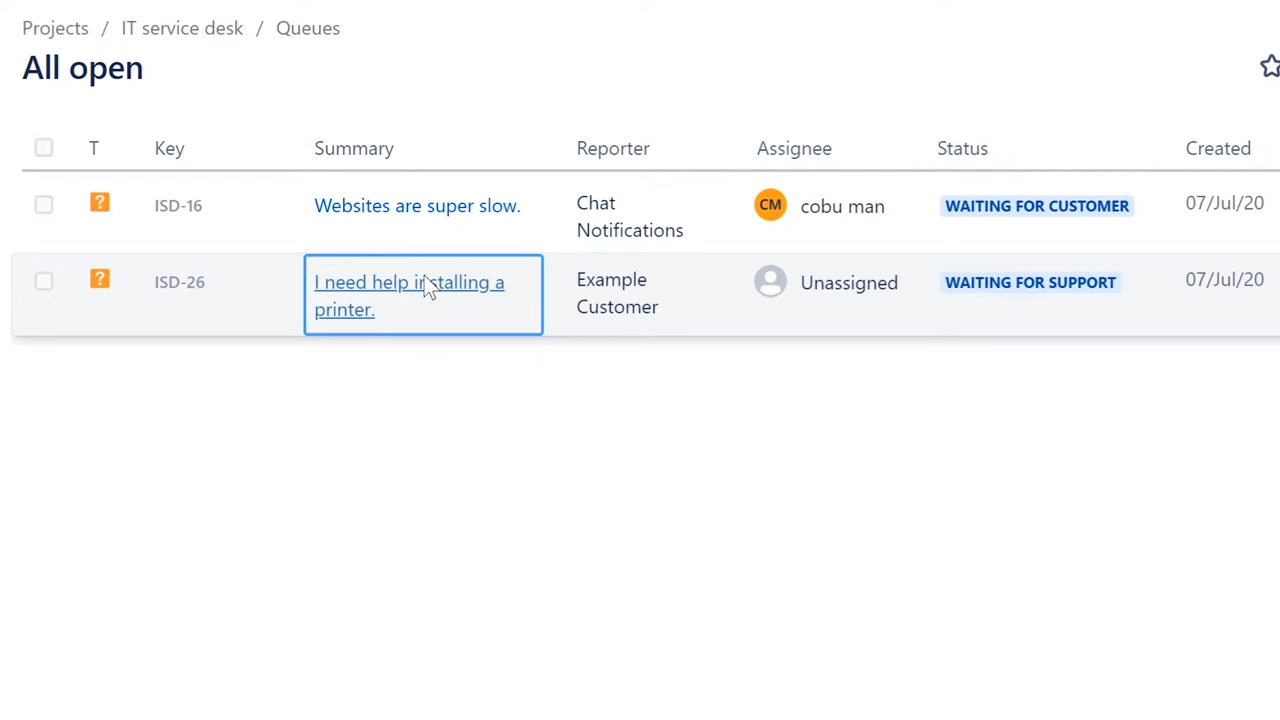 Projects / IT service desk / Queues
All open
T Key Summary Reporter Assignee Status Created
? ISD-16 Websites are super slow. Chat Notifications CM cobu man WAITING FOR CUSTOMER 07/Jul/20
? ISD-26 I need help installing a printer. Example Customer Unassigned WAITING FOR SUPPORT 07/Jul/20